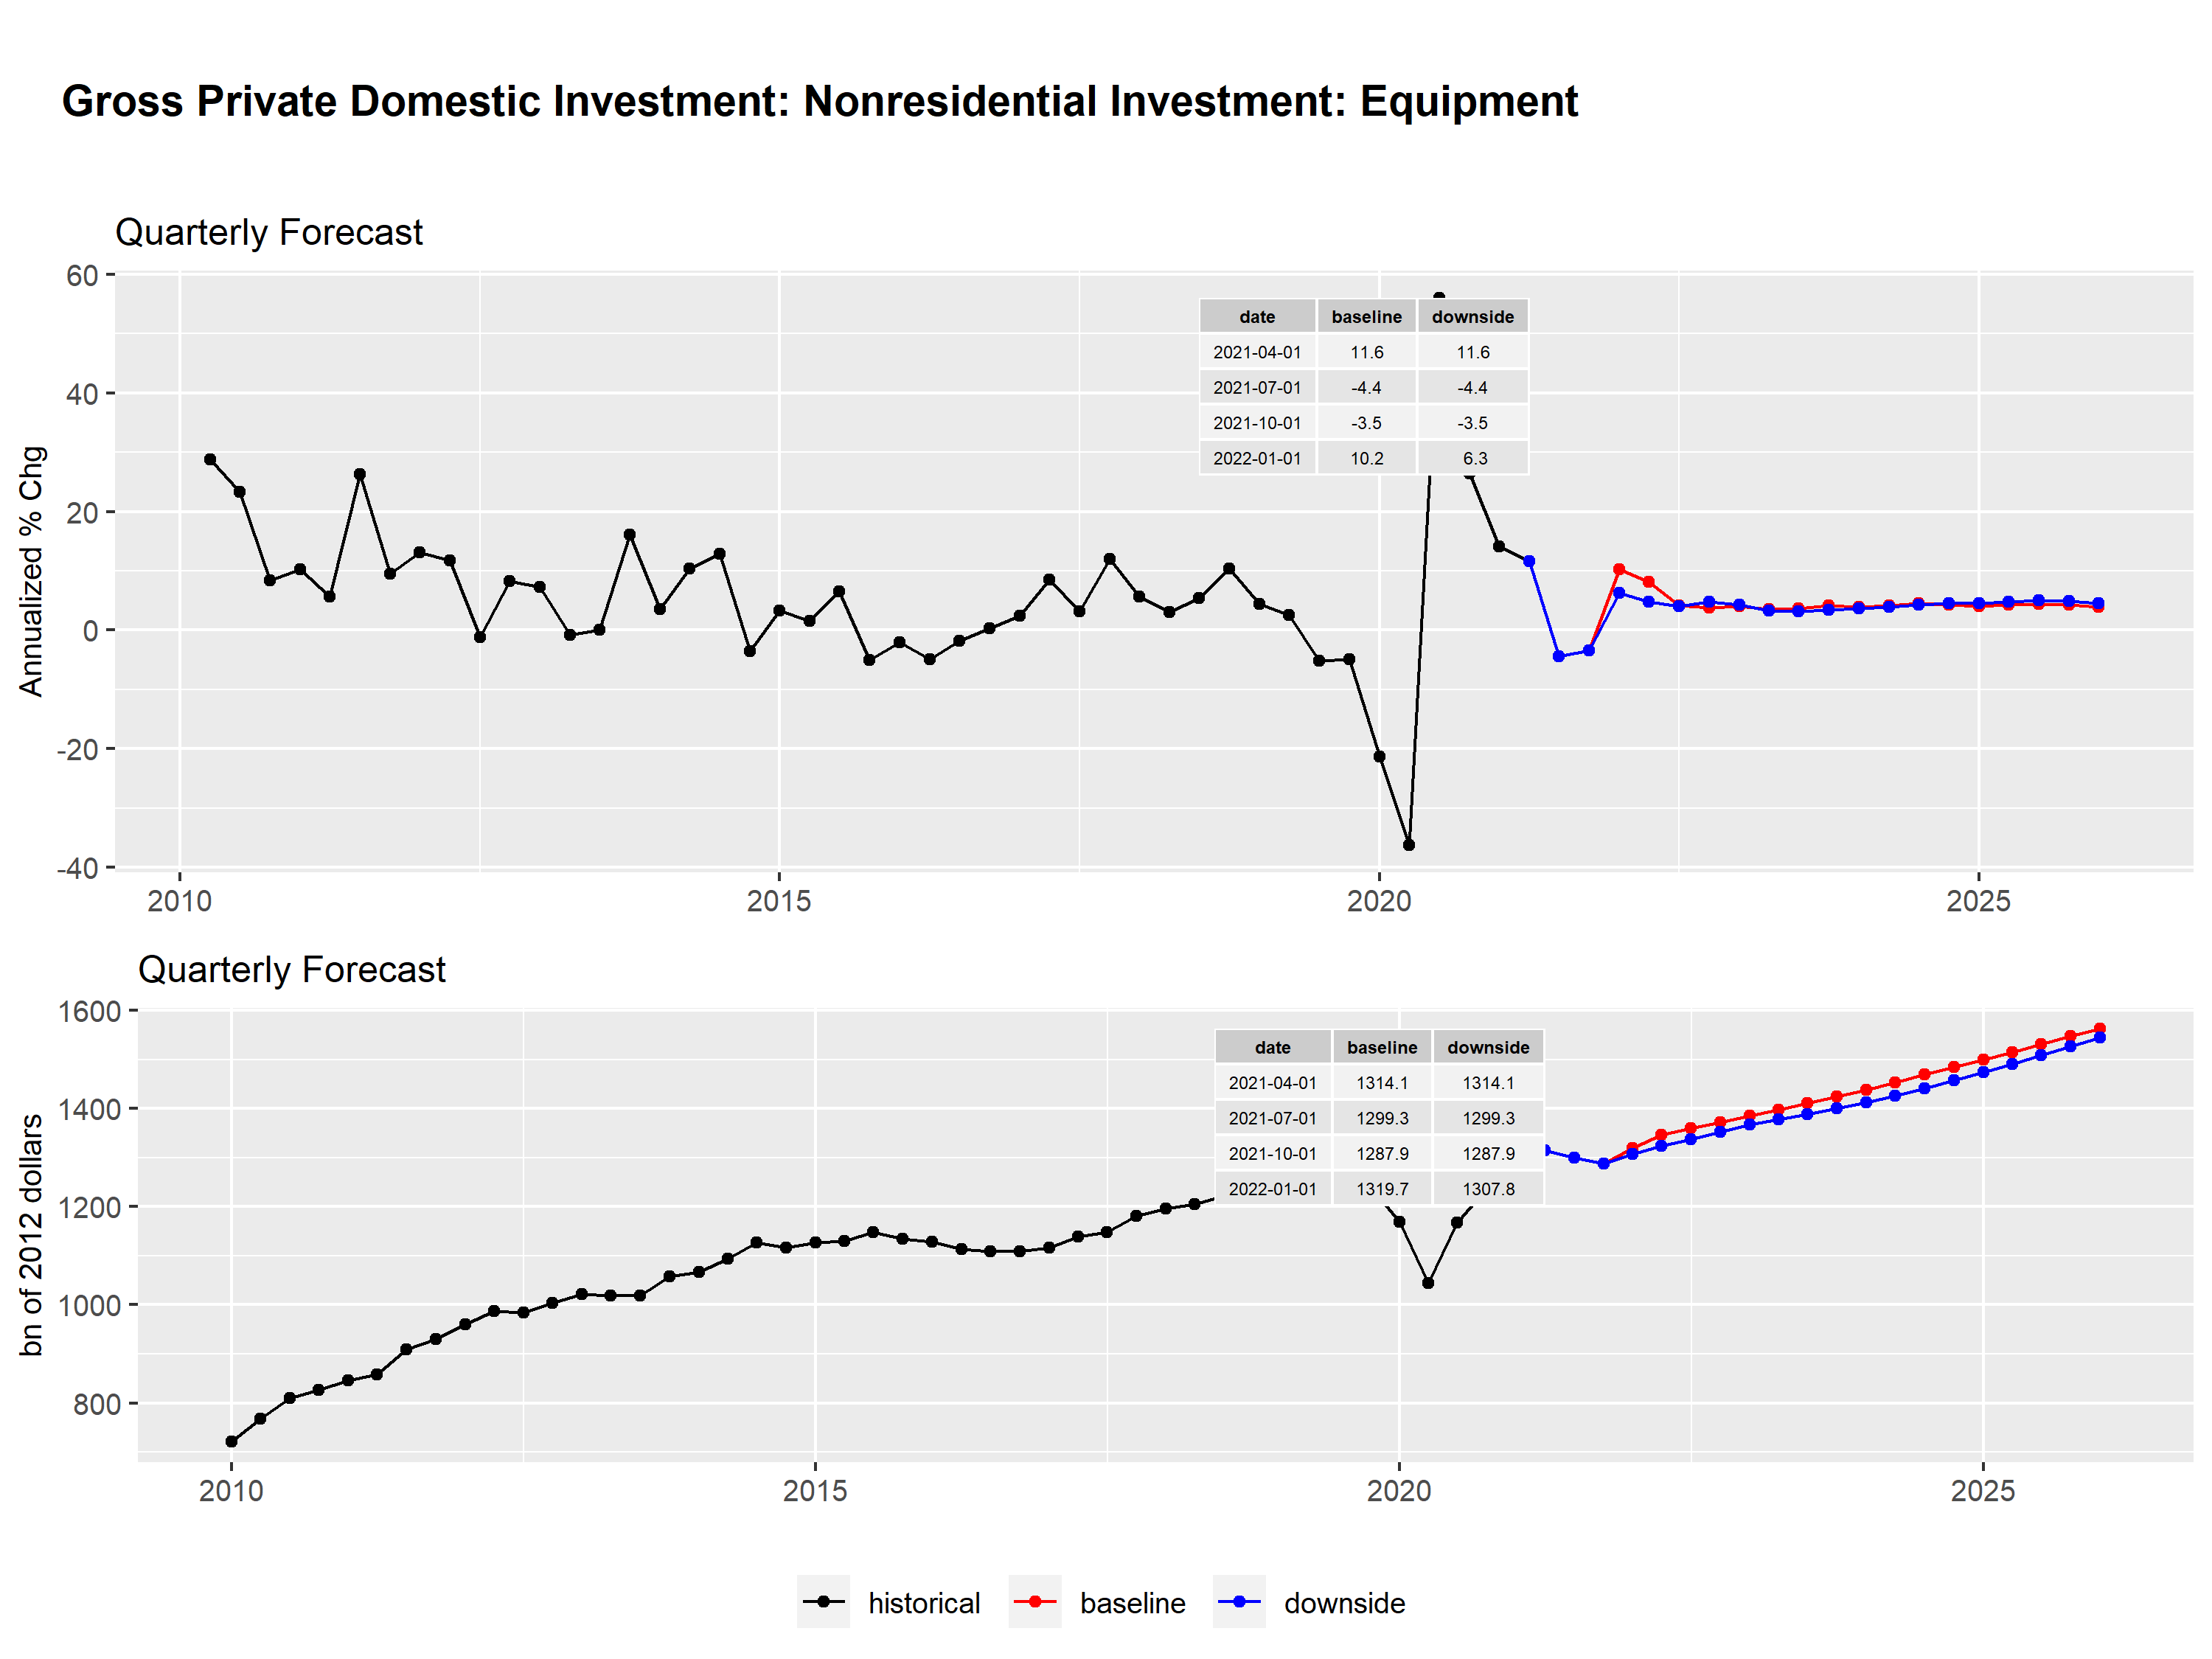 Gross Private Domestic Investment: Nonresidential Investment: Equipment
Quarterly Forecast
Annualized % Chg
60
40
20
0
-20
-40
date baseline downside
2021-04-01 11.6 11.6
2021-07-01 -4.4 -4.4
2021-10-01 -3.5 -3.5
2022-01-01 10.2 6.3
2010 2015 2020 2025
Quarterly Forecast
bn of 2012 dollars
1600
1400
1200
1000
800
date baseline downside
2021-04-01 1314.1 1314.1
2021-07-01 1299.3 1299.3
2021-10-01 1287.9 1287.9
2022-01-01 1319.7 1307.8
2010 2015 2020 2025
historical baseline downside